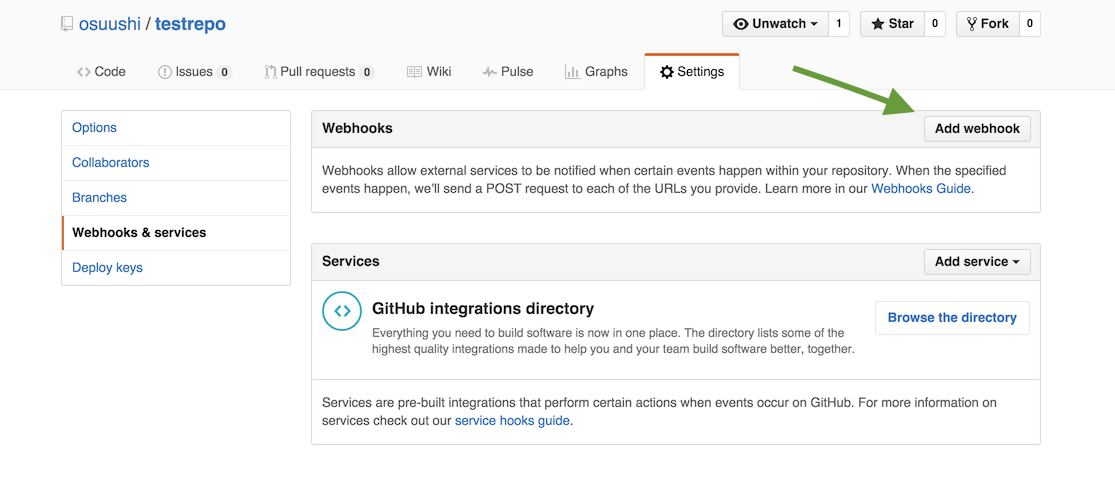 osuushi / testrepo
Unwatch 1 Star 0 Fork 0
Code Issues 0 Pull requests 0 Wiki Pulse Graphs Settings
Options
Collaborators
Branches
Webhooks & services
Deploy keys
Webhooks Add webhook
Webhooks allow external services to be notified when certain events happen within your repository. When the specified
events happen, we'll send a POST request to each of the URLs you provide. Learn more in our Webhooks Guide.
Services Add service
GitHub integrations directory
Everything you need to build software is now in one place. The directory lists some of the
highest quality integrations made to help you and your team build software better, together.
Browse the directory
Services are pre-built integrations that perform certain actions when events occur on GitHub. For more information on
services check out our service hooks guide.